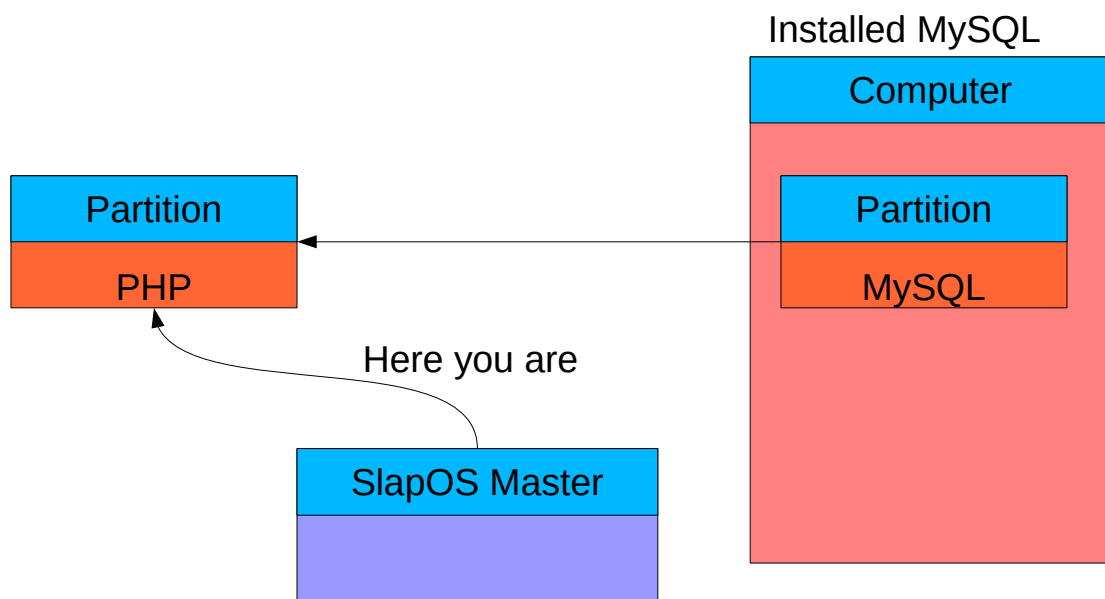 Installed MySQL
Computer
Partition
Partition
PHP
MySQL
Here you are
SlapOS Master